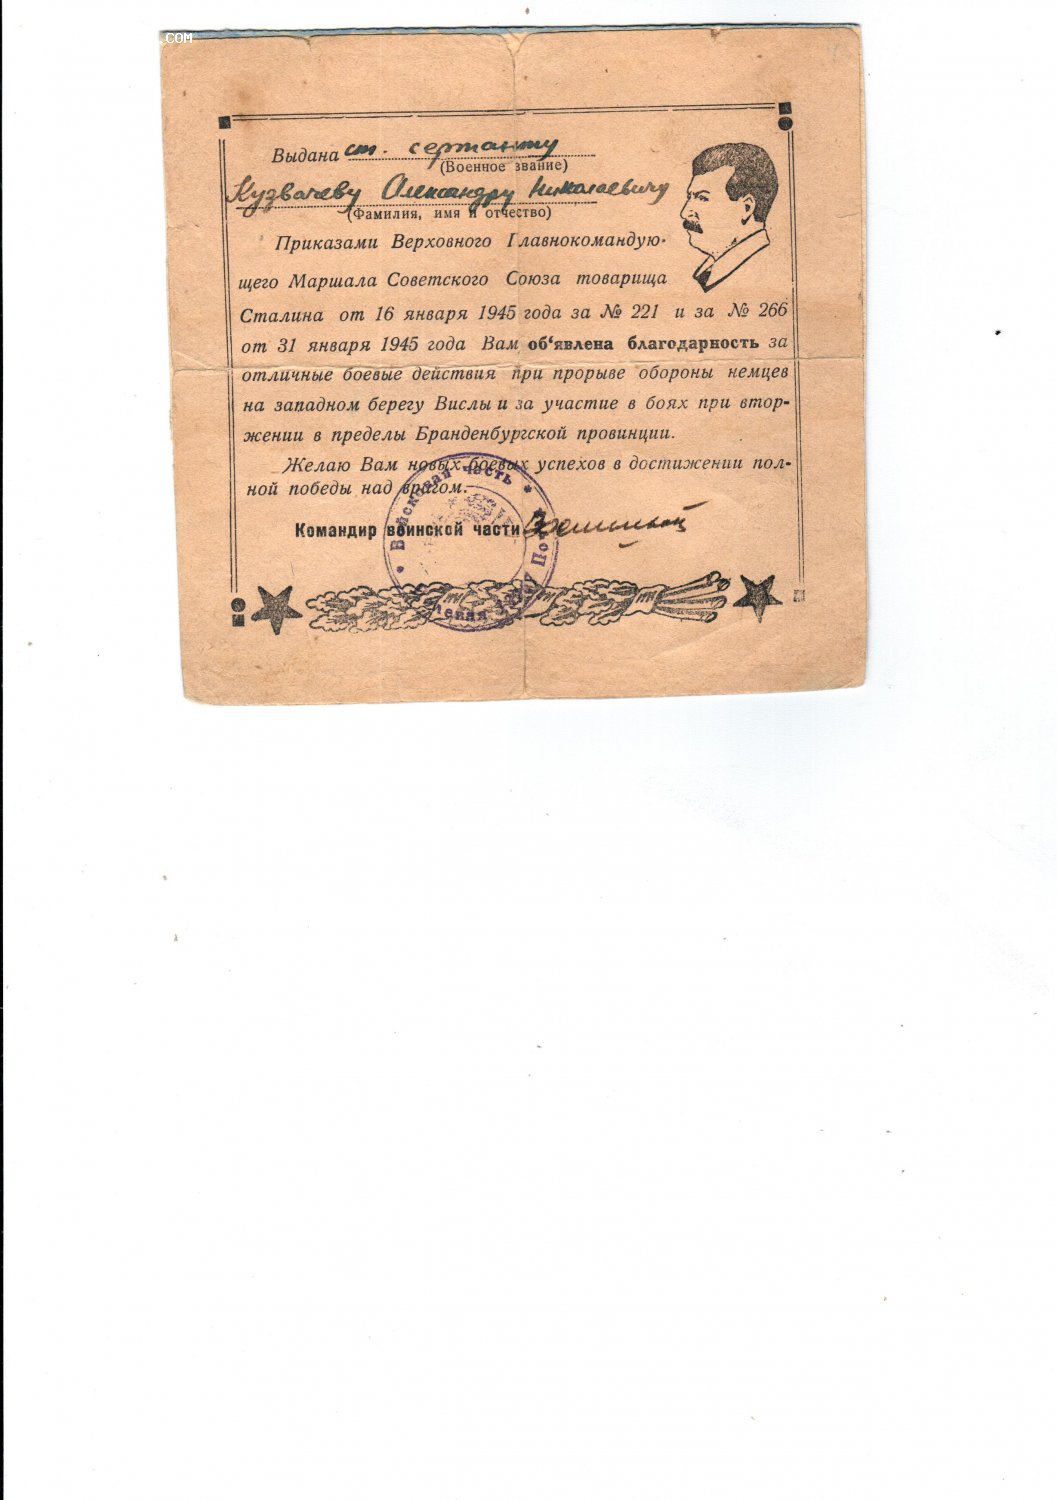 .COM
Выдана ст. сержанту
(Военное звание)
Кузвачеву Александру Николаевичу
(Фамилия, имя и отчество)
Приказами Верховного Главнокомандую-
щего Маршала Советского Союза товарища
Сталина от 16 января 1945 года за № 221 и за № 266
от 31 января 1945 года Вам об‘явлена благодарность за
отличные боевые действия при прорыве обороны немцев
на западном берегу Вислы и за участие в боях при втор-
жении в пределы Бранденбургской провинции.
Желаю Вам новых боевых успехов в достижении пол-
ной победы над врагом.
Командир воинской части
* Войсковая часть *
Полевая Почта